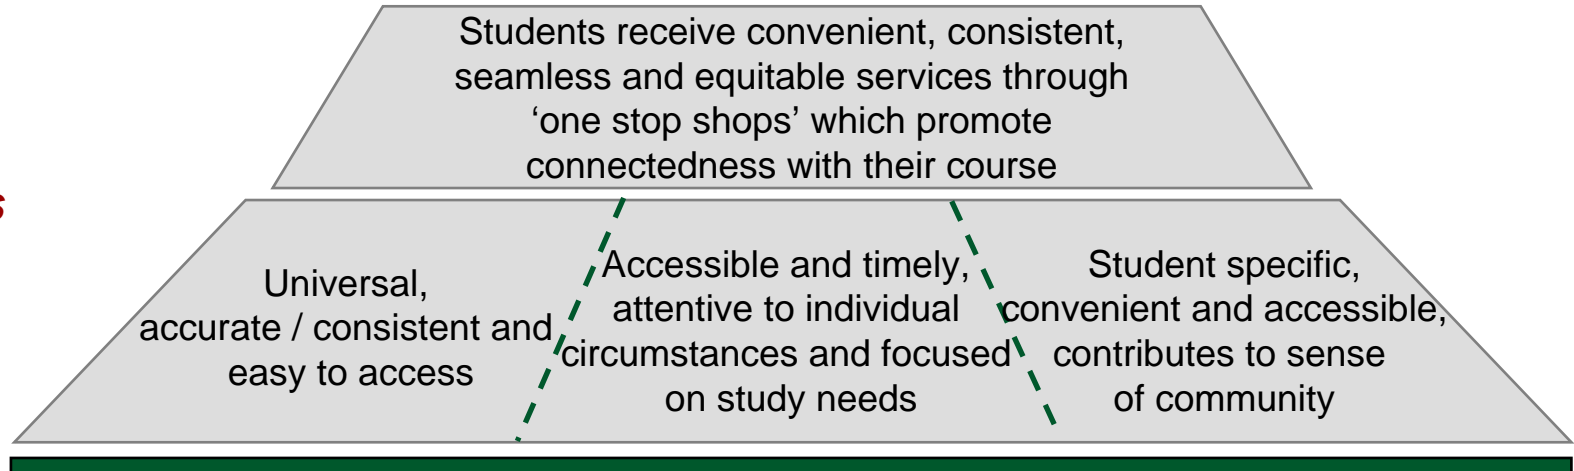 Students receive convenient, consistent,
seamless and equitable services through
‘one stop shops’ which promote
connectedness with their course
s
Universal,
accurate / consistent and
easy to access
Accessible and timely,
attentive to individual
circumstances and focused
on study needs
Student specific,
convenient and accessible,
contributes to sense
of community